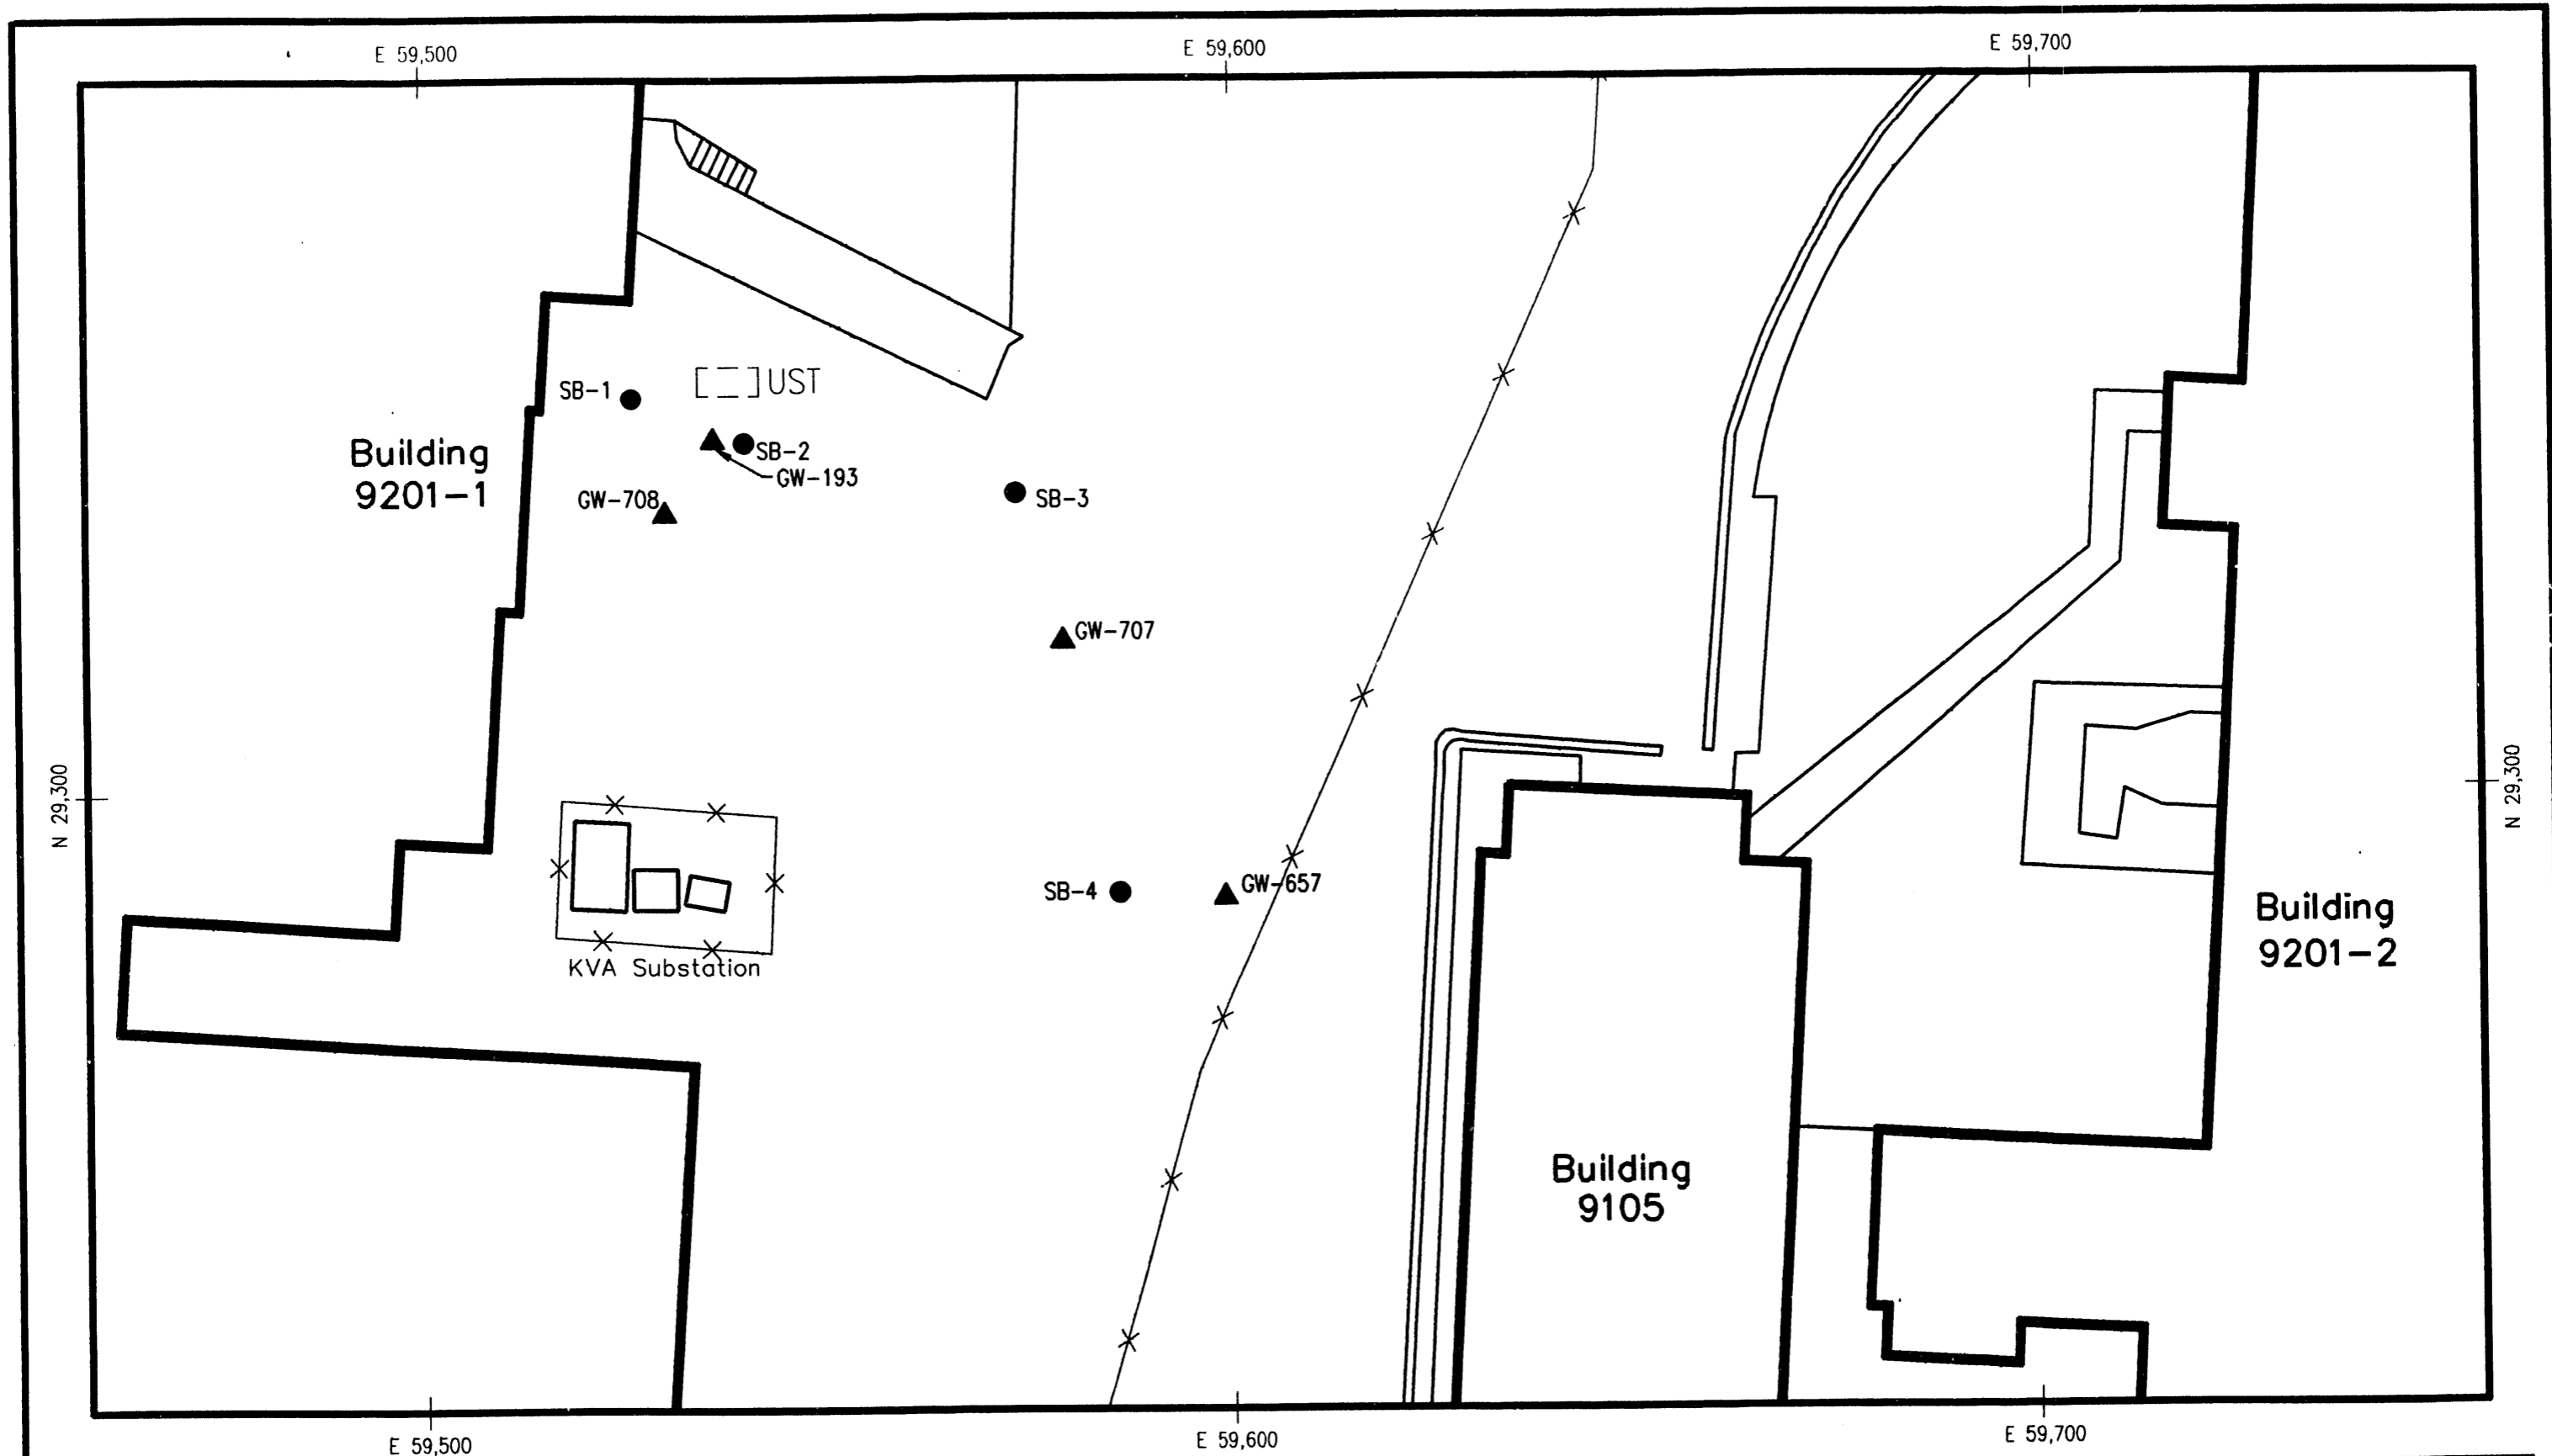 E 59,500
E 59,600
E 59,700
SB-1
UST
Building
9201-1
SB-2
GW-193
GW-708
SB-3
GW-707
N 29,300
N 29,300
SB-4
GW-657
KVA Substation
Building
9201-2
Building
9105
E 59,500
E 59,600
E 59,700